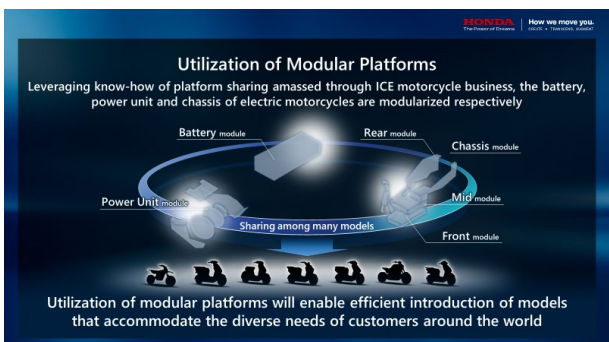 HONDA
The Power of Dreams
How we move you.
CREATE ▸ TRANSCEND, AUGMENT
Utilization of Modular Platforms
Leveraging know-how of platform sharing amassed through ICE motorcycle business, the battery,
power unit and chassis of electric motorcycles are modularized respectively
Battery module
Rear module
Chassis module
Power Unit module
Mid module
Sharing among many models
Front module
Utilization of modular platforms will enable efficient introduction of models
that accommodate the diverse needs of customers around the world